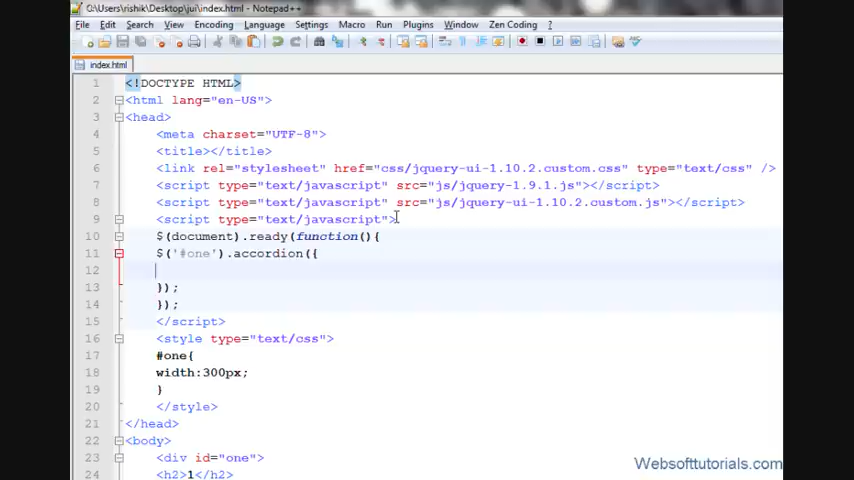 C:\Users\rishik\Desktop\jui\index.html - Notepad++
File Edit Search View Encoding Language Settings Macro Run Plugins Window Zen Coding ?
index.html
1 <!DOCTYPE HTML>
2 <html lang="en-US">
3 <head>
4 <meta charset="UTF-8">
5 <title></title>
6 <link rel="stylesheet" href="css/jquery-ui-1.10.2.custom.css" type="text/css" />
7 <script type="text/javascript" src="js/jquery-1.9.1.js"></script>
8 <script type="text/javascript" src="js/jquery-ui-1.10.2.custom.js"></script>
9 <script type="text/javascript">
10 $(document).ready(function(){
11 $('#one').accordion({
12
13 });
14 });
15 </script>
16 <style type="text/css">
17 #one{
18 width:300px;
19 }
20 </style>
21 </head>
22 <body>
23 <div id="one">
24 <h2>1</h2>
Websofttutorials.com